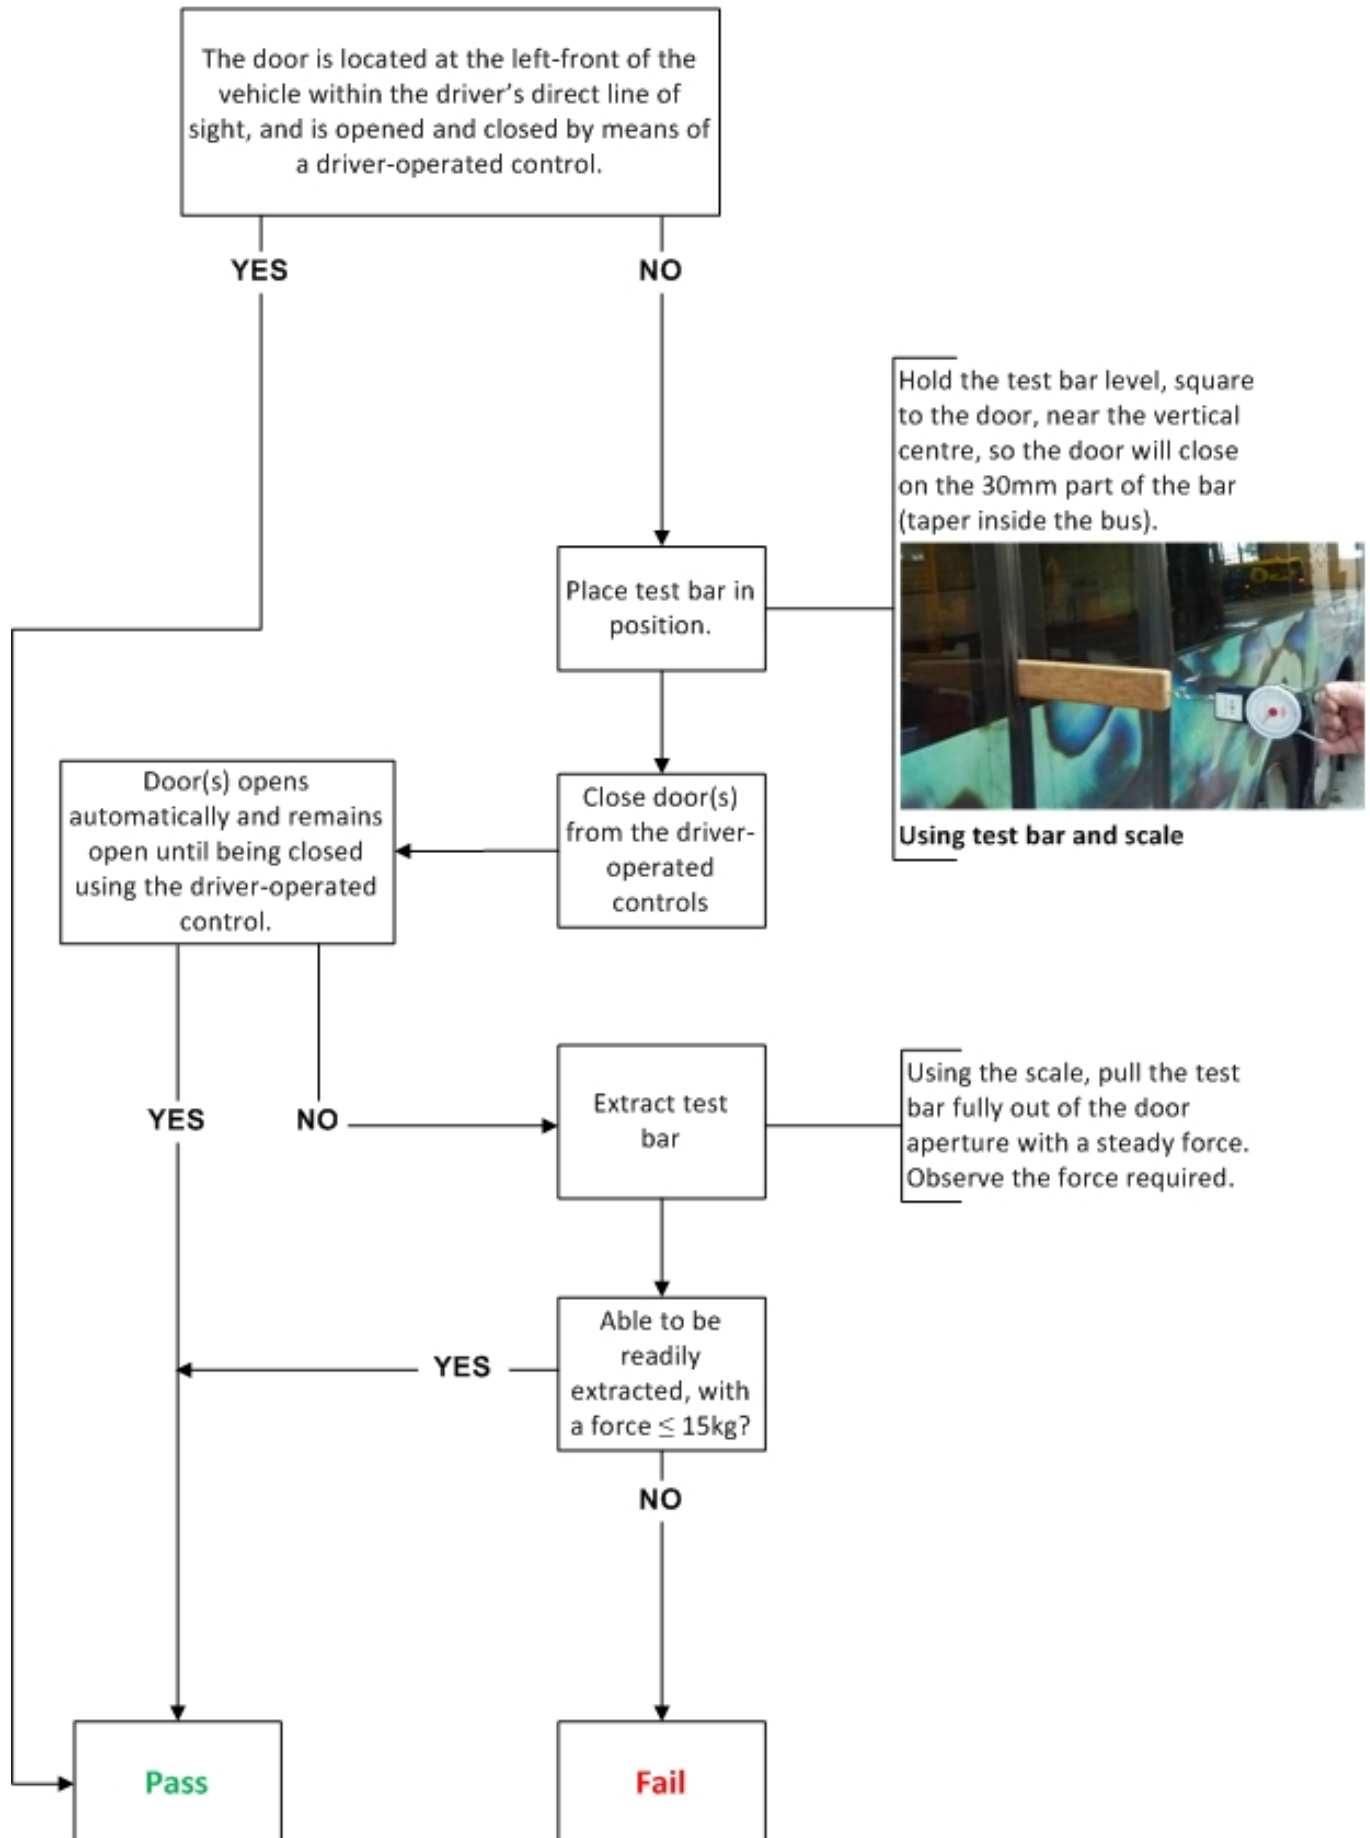 The door is located at the left-front of the
vehicle within the driver's direct line of
sight, and is opened and closed by means of
a driver-operated control.
YES
NO
Hold the test bar level, square
to the door, near the vertical
centre, so the door will close
on the 30mm part of the bar
(taper inside the bus).
Place test bar in
position.
Using test bar and scale
Close door(s)
from the driver-
operated
controls
Door(s) opens
automatically and remains
open until being closed
using the driver-operated
control.
YES
NO
Extract test
bar
Using the scale, pull the test
bar fully out of the door
aperture with a steady force.
Observe the force required.
Able to be
readily
extracted, with
a force ≤ 15kg?
YES
NO
Pass
Fail